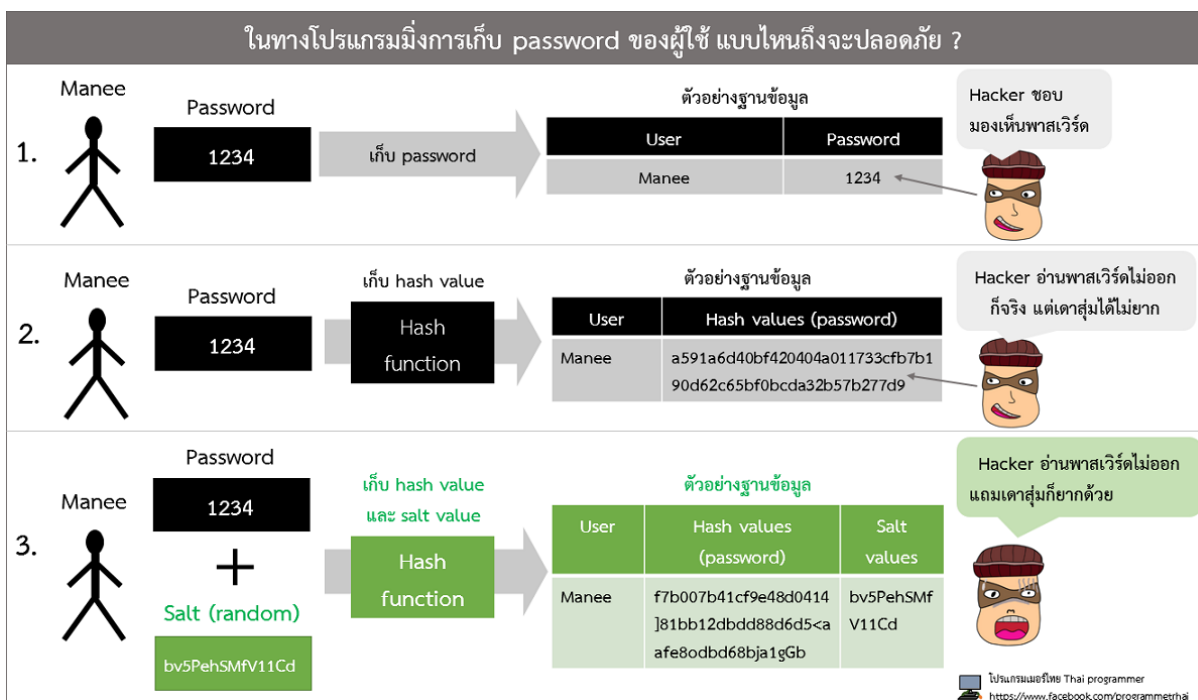 ในทางโปรแกรมมิ่งการเก็บ password ของผู้ใช้ แบบไหนถึงจะปลอดภัย ?
1.
Manee
Password
1234
เก็บ password
ตัวอย่างฐานข้อมูล
User Password
Manee 1234
Hacker ชอบ
มองเห็นพาสเวิร์ด
2.
Manee
Password
1234
เก็บ hash value
Hash
function
ตัวอย่างฐานข้อมูล
User Hash values (password)
Manee a591a6d40bf420404a011733cfb7b1
90d62c65bf0bcda32b57b277d9
Hacker อ่านพาสเวิร์ดไม่ออก
ก็จริง แต่เดาสุ่มได้ไม่ยาก
3.
Manee
Password
1234
+
Salt (random)
bv5PehSMfV11Cd
เก็บ hash value
และ salt value
Hash
function
ตัวอย่างฐานข้อมูล
User Hash values Salt
(password) values
Manee f7b007b41cf9e48d0414 bv5PehSMf
]81bb12dbdd88d6d5<a V11Cd
afe8odbd68bja1gGb
Hacker อ่านพาสเวิร์ดไม่ออก
แถมเดาสุ่มก็ยากด้วย
โปรแกรมเมอร์ไทย Thai programmer
https://www.facebook.com/programmerthai